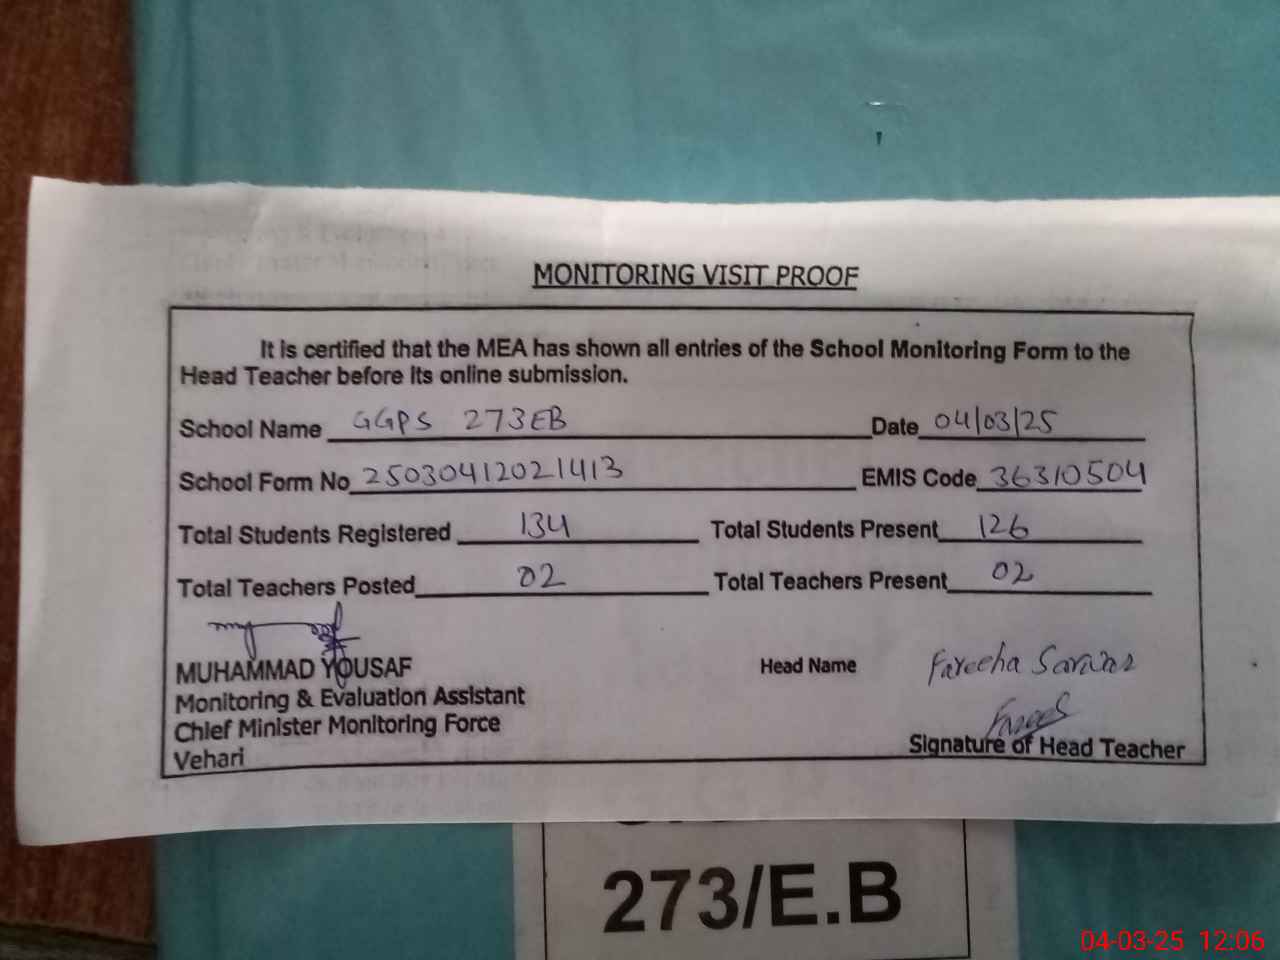 MONITORING VISIT PROOF
It is certified that the MEA has shown all entries of the School Monitoring Form to the
Head Teacher before its online submission.
School Name GGPS 273EB Date 04/03/25
School Form No 25030412021413 EMIS Code 36310504
Total Students Registered 134 Total Students Present 126
Total Teachers Posted 02 Total Teachers Present 02
MUHAMMAD YOUSAF Head Name Fareeha Sarwar
Monitoring & Evaluation Assistant
Chief Minister Monitoring Force
Signature of Head Teacher
Vehari
273/E.B
04-03-25 12:06